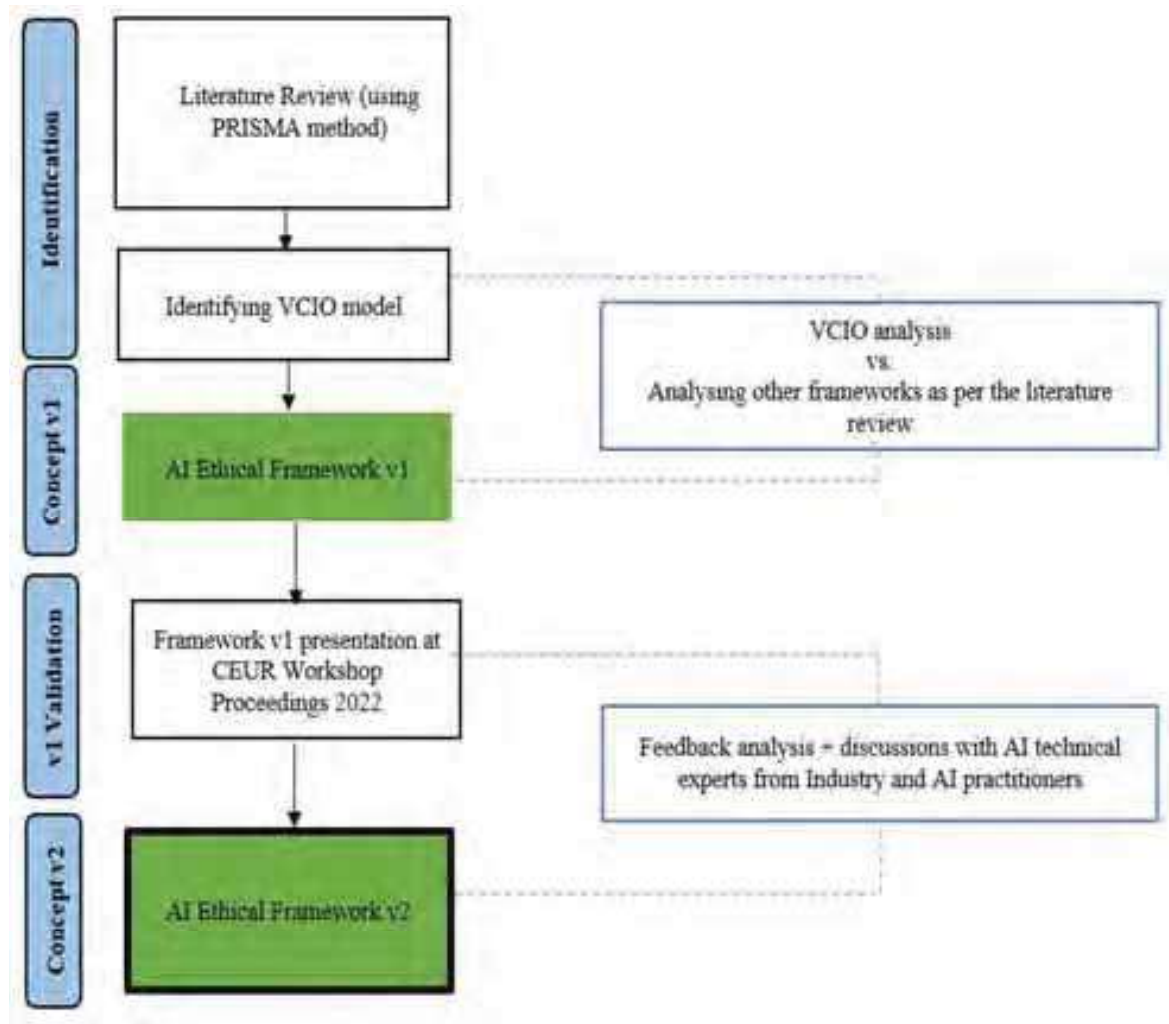 Identification
Literature Review (using
PRISMA method)
Identifying VCIO model
VCIO analysis
vs.
Analysing other frameworks as per the literature
review
Concept v1
AI Ethical Framework v1
v1 Validation
Framework v1 presentation at
CEUR Workshop
Proceedings 2022
Feedback analysis + discussions with AI technical
experts from Industry and AI practitioners
Concept v2
AI Ethical Framework v2